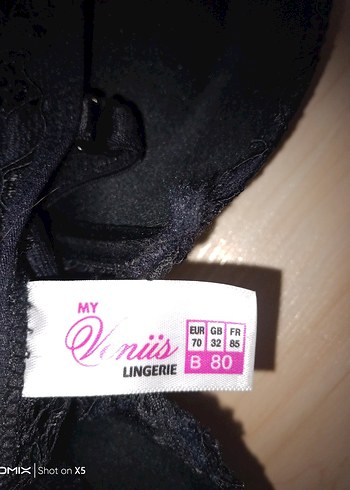 MY
Veniis
LINGERIE
EUR GB FR
70 32 85
B 80
OMIX | Shot on X5